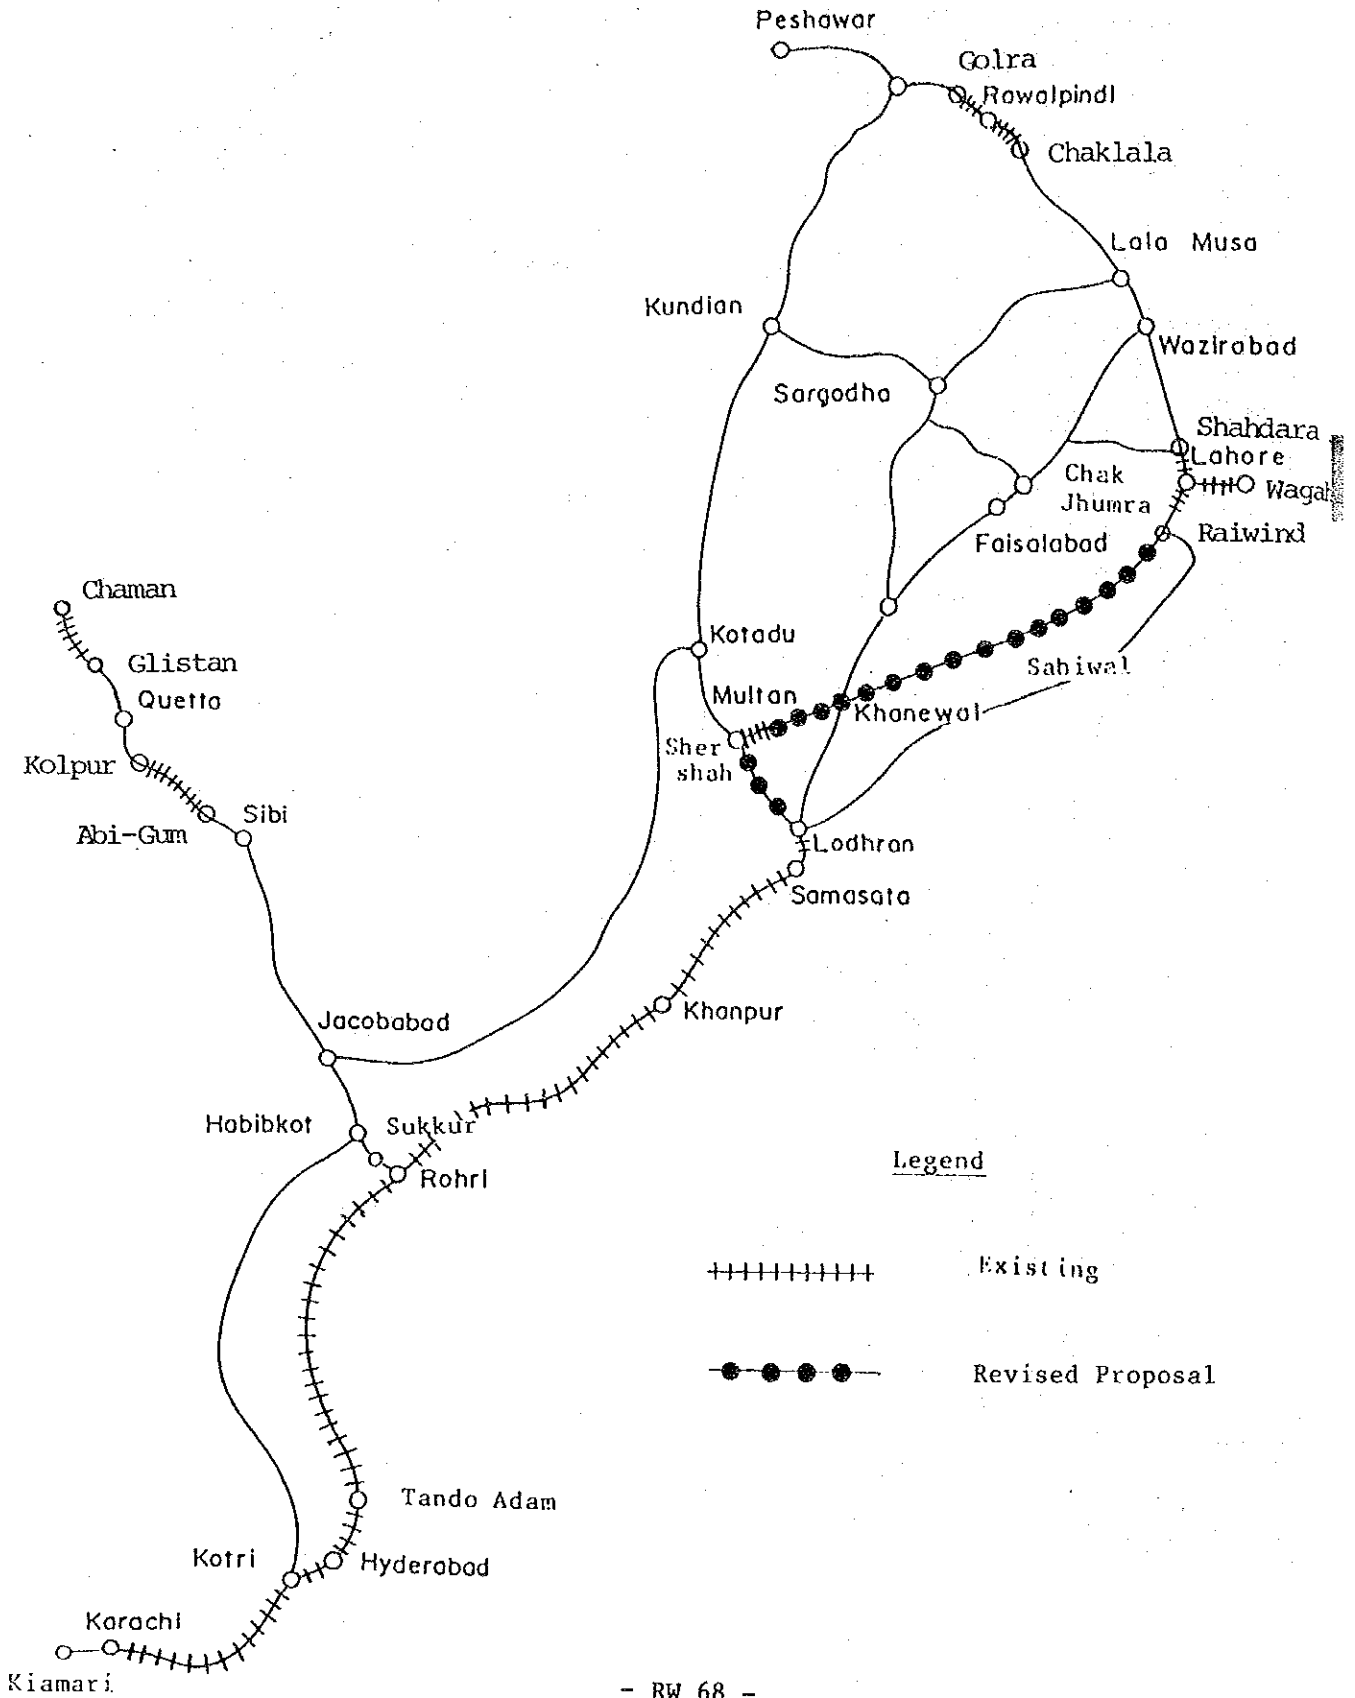 Peshawar
Golra
Rawalpindi
Chaklala
Lala Musa
Kundian
Wazirabad
Sargodha
Shahdara
Lahore
Chak
Jhumra
Wagah
Faisalabad
Raiwind
Chaman
Kotadu
Glistan
Sahiwal
Multan
Quetta
Khanewal
Sher
shah
Kolpur
Sibi
Abi-Gum
Lodhran
Samasata
Khanpur
Jacobabad
Habibkot
Sukkur
Rohri
Legend
Existing
Revised Proposal
Tando Adam
Kotri
Hyderabad
Karachi
Kiamari
- RW 68 -